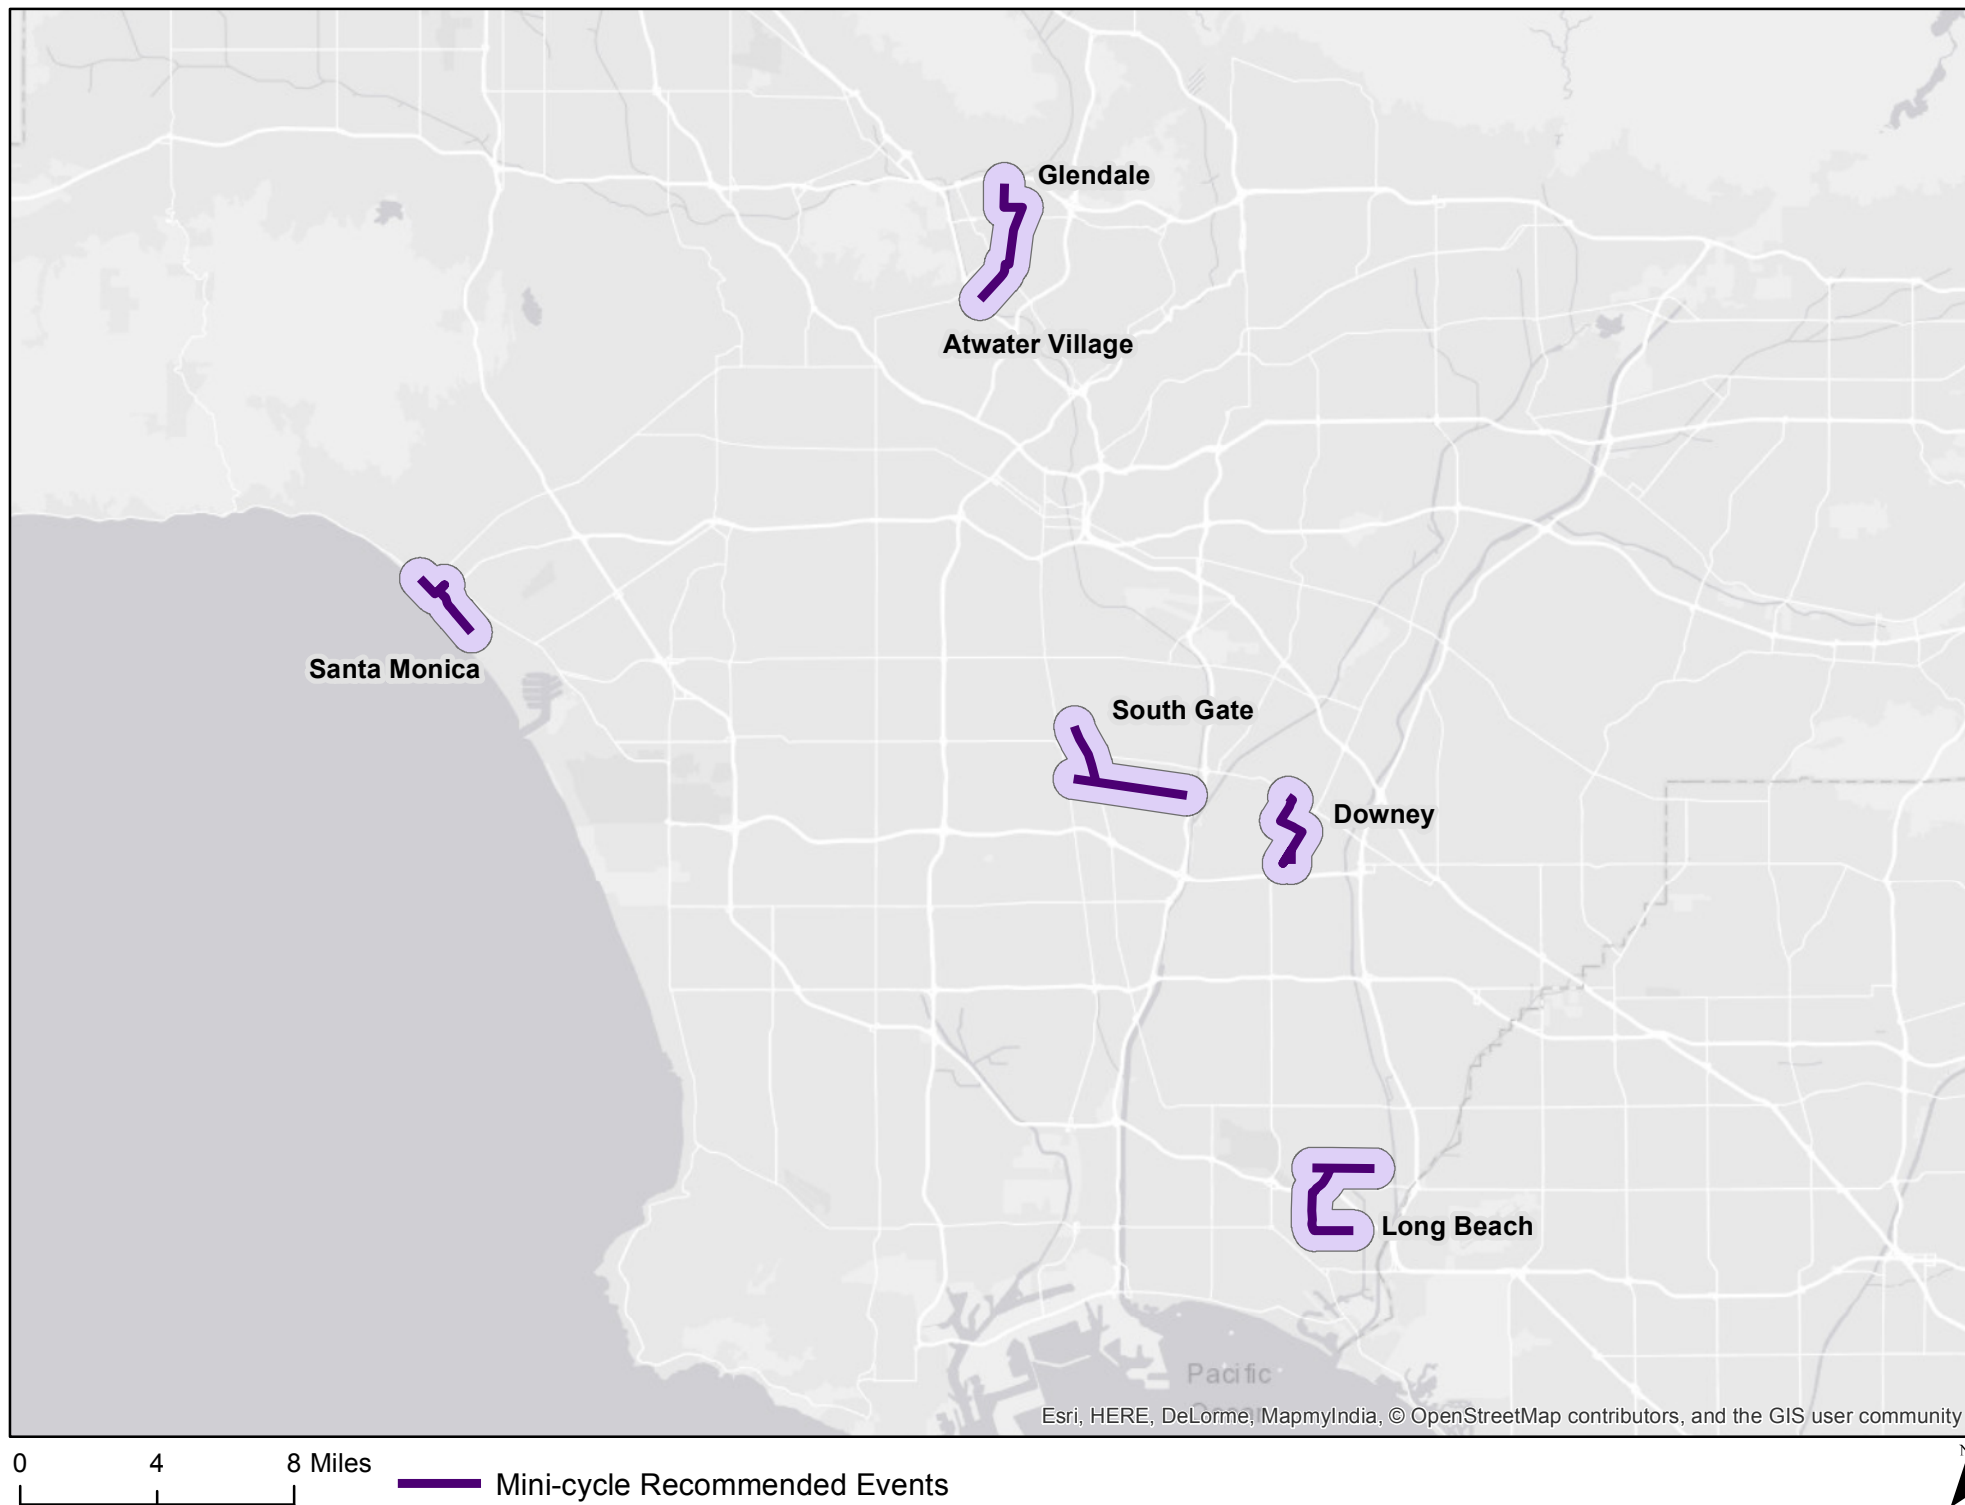 Glendale
Atwater Village
Santa Monica
South Gate
Downey
Long Beach
Pacific
Esri, HERE, DeLorme, MapmyIndia, © OpenStreetMap contributors, and the GIS user community
0 4 8 Miles
Mini-cycle Recommended Events